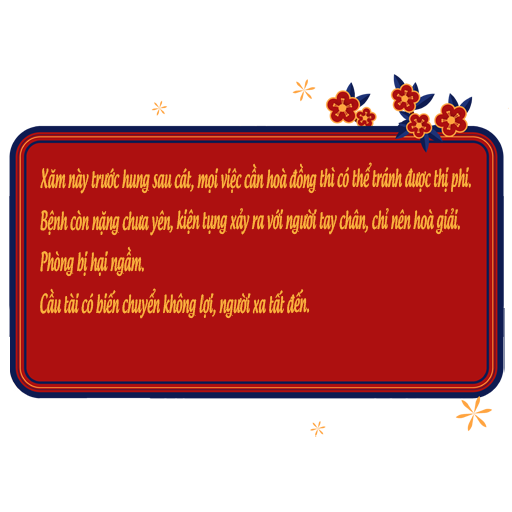 Xăm này trước hung sau cát, mọi việc cần hoà đồng thì có thể tránh được thị phi.
Bệnh còn nặng chưa yên, kiện tụng xảy ra với người tay chân, chỉ nên hoà giải.
Phòng bị hại ngầm.
Cầu tài có biến chuyển không lợi, người xa tất đến.